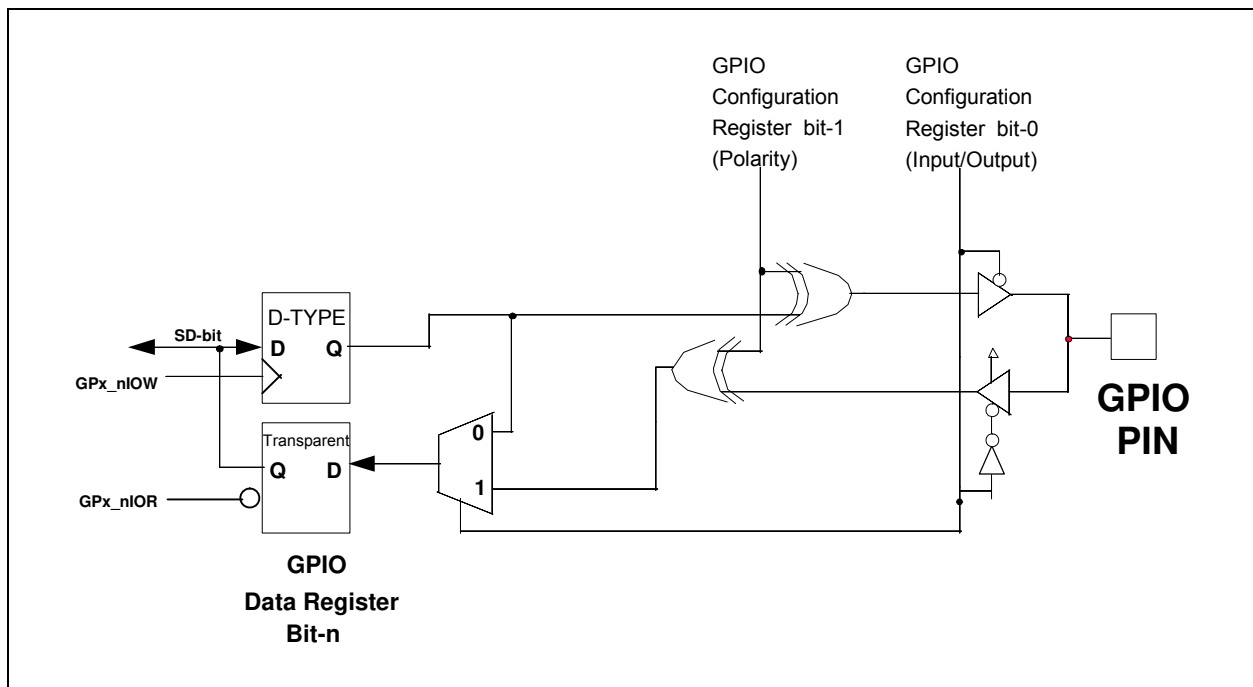 GPIO
Configuration
Register bit-1
(Polarity)
GPIO
Configuration
Register bit-0
(Input/Output)
D-TYPE
SD-bit
D Q
GPx_nIOW
Transparent
Q D
GPx_nIOR
0
1
GPIO
PIN
GPIO
Data Register
Bit-n